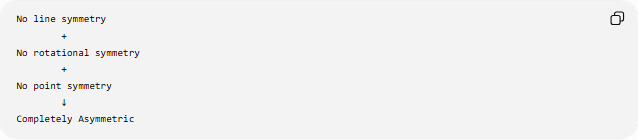 No line symmetry
+
No rotational symmetry
+
No point symmetry
↓
Completely Asymmetric